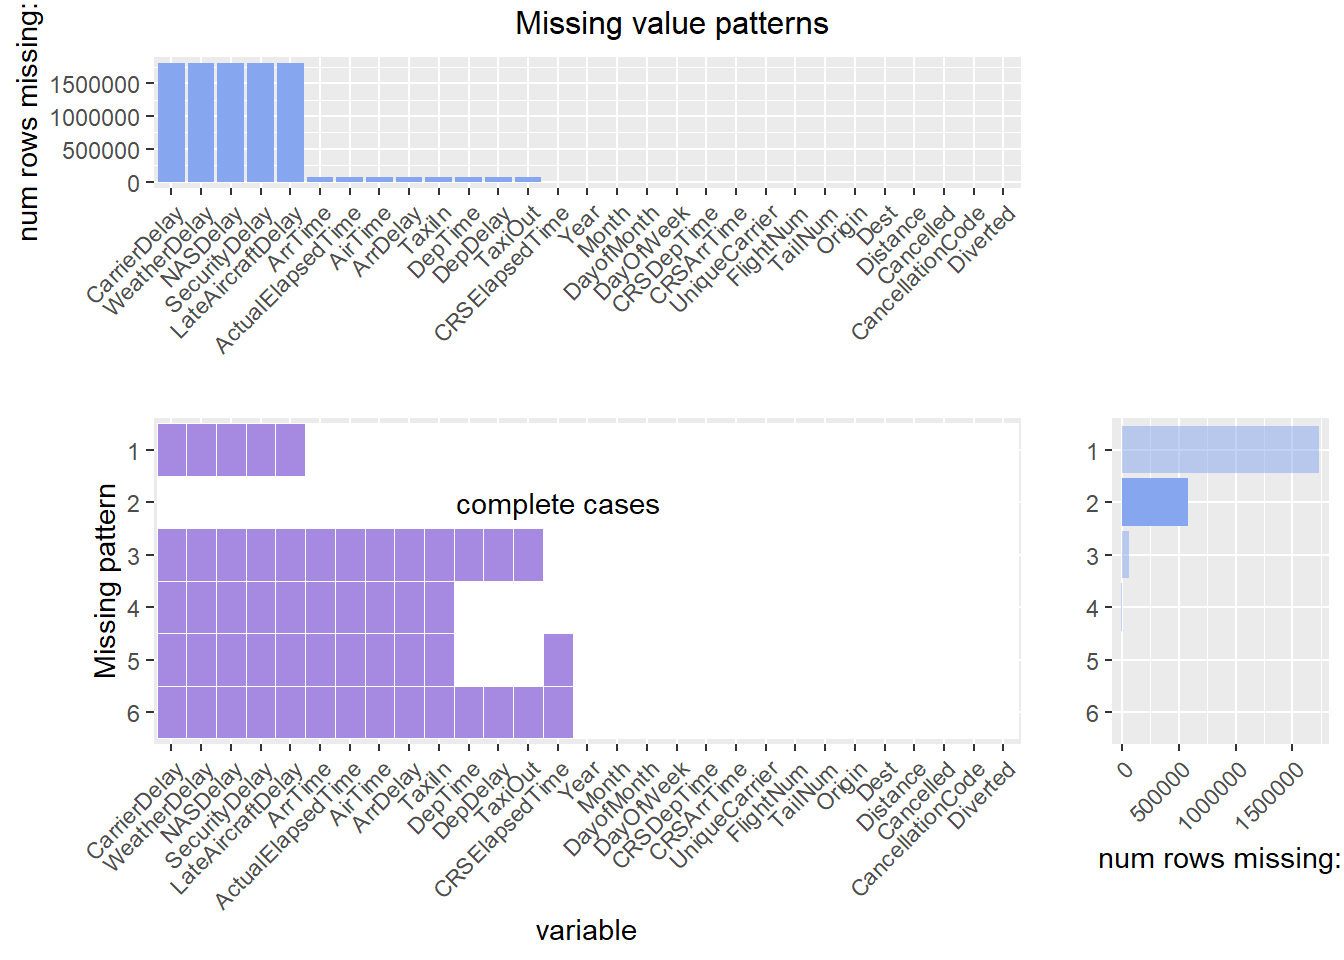 Missing value patterns
num rows missing:
1500000
1000000
500000
0
CarrierDelay
WeatherDelay
NASDelay
SecurityDelay
LateAircraftDelay
ArrTime
ActualElapsedTime
AirTime
ArrDelay
TaxiIn
DepTime
DepDelay
TaxiOut
CRSElapsedTime
Year
Month
DayofMonth
DayOfWeek
CRSDepTime
CRSArrTime
UniqueCarrier
FlightNum
TailNum
Origin
Dest
Distance
Cancelled
CancellationCode
Diverted
Missing pattern
1
2
3
4
5
6
complete cases
CarrierDelay
WeatherDelay
NASDelay
SecurityDelay
LateAircraftDelay
ArrTime
ActualElapsedTime
AirTime
ArrDelay
TaxiIn
DepTime
DepDelay
TaxiOut
CRSElapsedTime
Year
Month
DayofMonth
DayOfWeek
CRSDepTime
CRSArrTime
UniqueCarrier
FlightNum
TailNum
Origin
Dest
Distance
Cancelled
CancellationCode
Diverted
variable
1
2
3
4
5
6
0
500000
1000000
1500000
num rows missing: